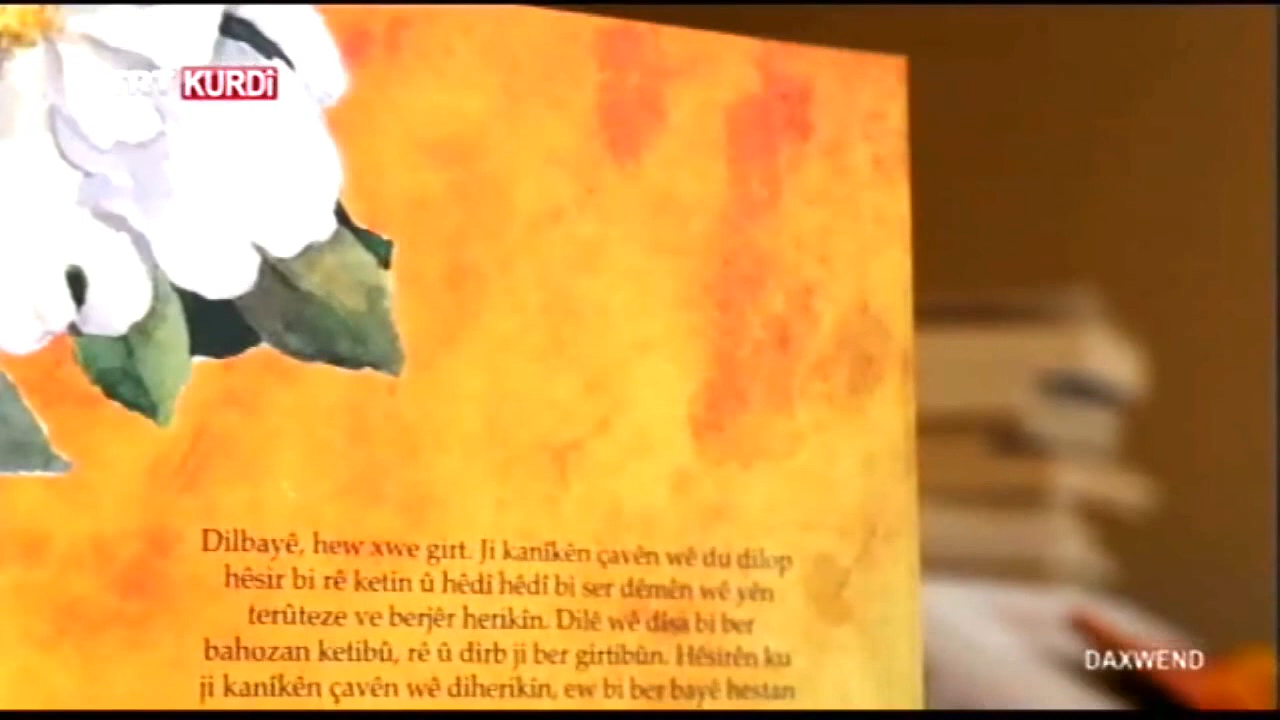 TRT KURDî
Dilbayê, hew xwe girt. Ji kanîkên çavên wê du dilop
hêsir bi rê ketin û hêdî hêdî bi ser dêmên wê yên
terûteze ve berjêr herikîn. Dilê wê dîsa bi ber
bahozan ketibû, rê û dirb ji ber girtibûn. Hêsirên ku
ji kanîkên çavên wê diherikîn, ew bi ber bayê hestan
DAXWEND